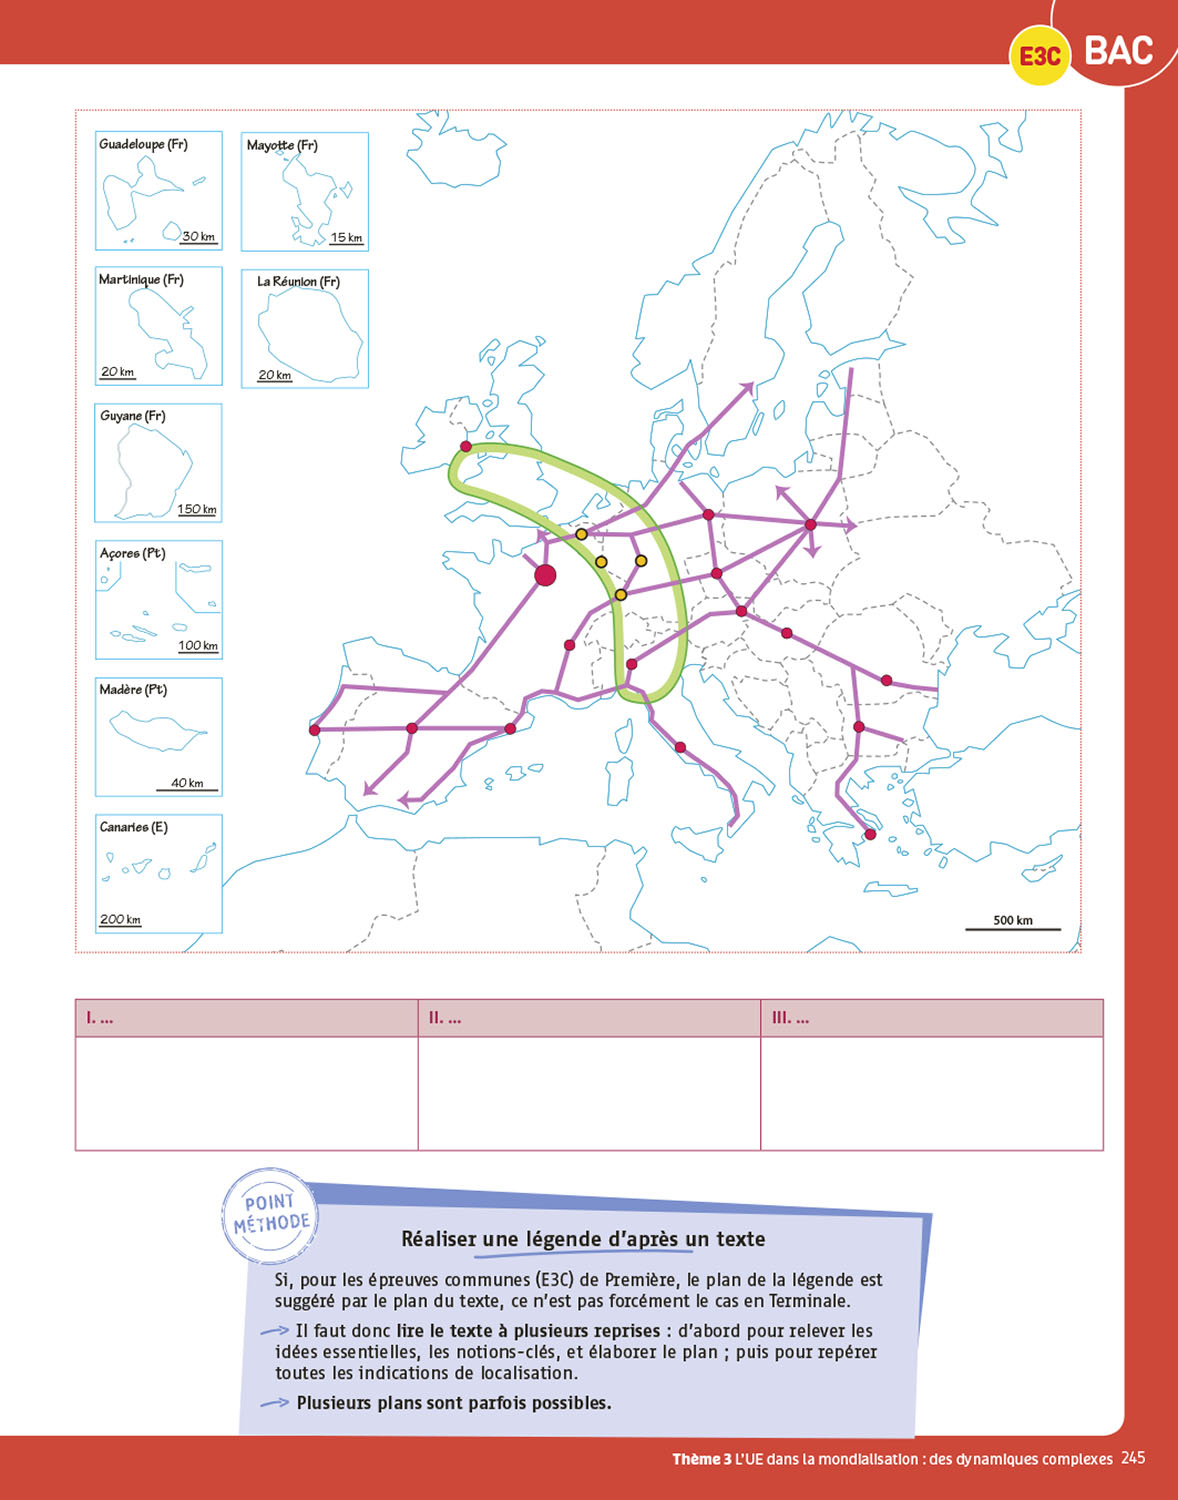 E3C BAC
Guadeloupe (Fr)
30 km
Mayotte (Fr)
15 km
Martinique (Fr)
20 km
La Réunion (Fr)
20 km
Guyane (Fr)
150 km
Açores (Pt)
100 km
Madère (Pt)
40 km
Canaries (E)
200 km
500 km
I. ...
II. ...
III. ...
POINT
MÉTHODE
Réaliser une légende d'après un texte
Si, pour les épreuves communes (E3C) de Première, le plan de la légende est
suggéré par le plan du texte, ce n'est pas forcément le cas en Terminale.
Il faut donc lire le texte à plusieurs reprises : d'abord pour relever les
idées essentielles, les notions-clés, et élaborer le plan ; puis pour repérer
toutes les indications de localisation.
Plusieurs plans sont parfois possibles.
Thème 3 L'UE dans la mondialisation : des dynamiques complexes 245